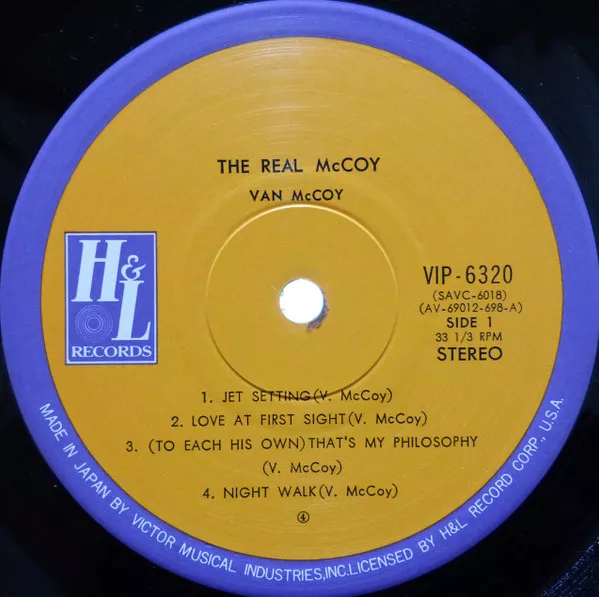 THE REAL McCOY
VAN McCOY
H&L
RECORDS
VIP-6320
(SAVC-6018)
(AV-69012-698-A)
SIDE 1
33 1/3 RPM
STEREO
1. JET SETTING(V. McCoy)
2. LOVE AT FIRST SIGHT(V. McCoy)
3. (TO EACH HIS OWN)THAT'S MY PHILOSOPHY
(V. McCoy)
4. NIGHT WALK(V. McCoy)
④
MADE IN JAPAN BY VICTOR MUSICAL INDUSTRIES,INC.LICENSED BY H&L RECORD CORP., U.S.A.